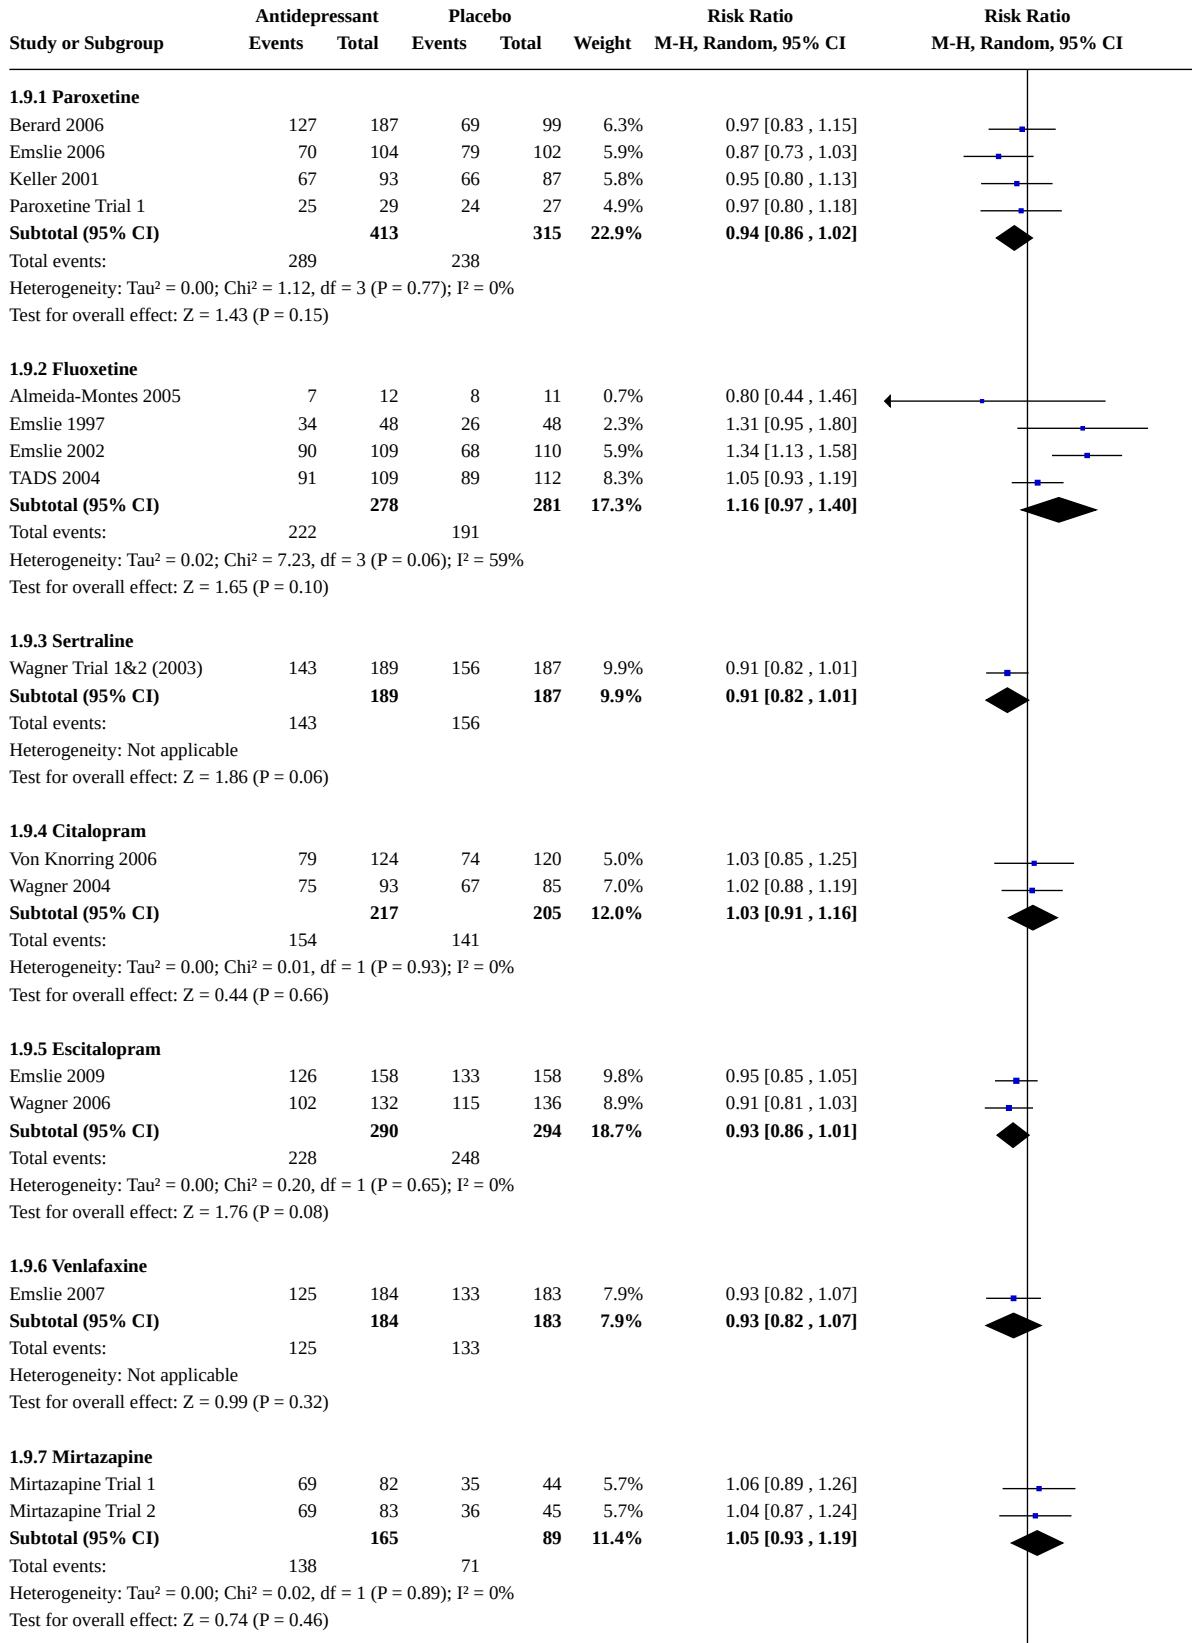 Antidepressant Placebo Risk Ratio Risk Ratio
Study or Subgroup Events Total Events Total Weight M-H, Random, 95% CI M-H, Random, 95% CI
1.9.1 Paroxetine
Berard 2006 127 187 69 99 6.3% 0.97 [0.83 , 1.15]
Emslie 2006 70 104 79 102 5.9% 0.87 [0.73 , 1.03]
Keller 2001 67 93 66 87 5.8% 0.95 [0.80 , 1.13]
Paroxetine Trial 1 25 29 24 27 4.9% 0.97 [0.80 , 1.18]
Subtotal (95% CI) 413 315 22.9% 0.94 [0.86 , 1.02]
Total events: 289 238
Heterogeneity: Tau² = 0.00; Chi² = 1.12, df = 3 (P = 0.77); I² = 0%
Test for overall effect: Z = 1.43 (P = 0.15)
1.9.2 Fluoxetine
Almeida-Montes 2005 7 12 8 11 0.7% 0.80 [0.44 , 1.46]
Emslie 1997 34 48 26 48 2.3% 1.31 [0.95 , 1.80]
Emslie 2002 90 109 68 110 5.9% 1.34 [1.13 , 1.58]
TADS 2004 91 109 89 112 8.3% 1.05 [0.93 , 1.19]
Subtotal (95% CI) 278 281 17.3% 1.16 [0.97 , 1.40]
Total events: 222 191
Heterogeneity: Tau² = 0.02; Chi² = 7.23, df = 3 (P = 0.06); I² = 59%
Test for overall effect: Z = 1.65 (P = 0.10)
1.9.3 Sertraline
Wagner Trial 1&2 (2003) 143 189 156 187 9.9% 0.91 [0.82 , 1.01]
Subtotal (95% CI) 189 187 9.9% 0.91 [0.82 , 1.01]
Total events: 143 156
Heterogeneity: Not applicable
Test for overall effect: Z = 1.86 (P = 0.06)
1.9.4 Citalopram
Von Knorring 2006 79 124 74 120 5.0% 1.03 [0.85 , 1.25]
Wagner 2004 75 93 67 85 7.0% 1.02 [0.88 , 1.19]
Subtotal (95% CI) 217 205 12.0% 1.03 [0.91 , 1.16]
Total events: 154 141
Heterogeneity: Tau² = 0.00; Chi² = 0.01, df = 1 (P = 0.93); I² = 0%
Test for overall effect: Z = 0.44 (P = 0.66)
1.9.5 Escitalopram
Emslie 2009 126 158 133 158 9.8% 0.95 [0.85 , 1.05]
Wagner 2006 102 132 115 136 8.9% 0.91 [0.81 , 1.03]
Subtotal (95% CI) 290 294 18.7% 0.93 [0.86 , 1.01]
Total events: 228 248
Heterogeneity: Tau² = 0.00; Chi² = 0.20, df = 1 (P = 0.65); I² = 0%
Test for overall effect: Z = 1.76 (P = 0.08)
1.9.6 Venlafaxine
Emslie 2007 125 184 133 183 7.9% 0.93 [0.82 , 1.07]
Subtotal (95% CI) 184 183 7.9% 0.93 [0.82 , 1.07]
Total events: 125 133
Heterogeneity: Not applicable
Test for overall effect: Z = 0.99 (P = 0.32)
1.9.7 Mirtazapine
Mirtazapine Trial 1 69 82 35 44 5.7% 1.06 [0.89 , 1.26]
Mirtazapine Trial 2 69 83 36 45 5.7% 1.04 [0.87 , 1.24]
Subtotal (95% CI) 165 89 11.4% 1.05 [0.93 , 1.19]
Total events: 138 71
Heterogeneity: Tau² = 0.00; Chi² = 0.02, df = 1 (P = 0.89); I² = 0%
Test for overall effect: Z = 0.74 (P = 0.46)